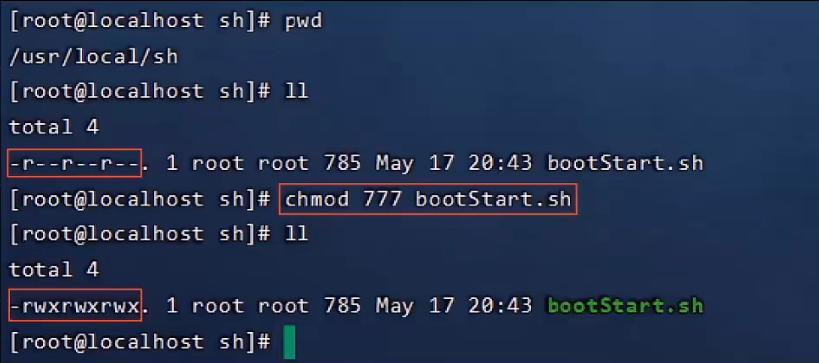 [root@localhost sh]# pwd
/usr/local/sh
[root@localhost sh]# ll
total 4
-r--r--r--. 1 root root 785 May 17 20:43 bootStart.sh
[root@localhost sh]# chmod 777 bootStart.sh
[root@localhost sh]# ll
total 4
-rwxrwxrwx. 1 root root 785 May 17 20:43 bootStart.sh
[root@localhost sh]#